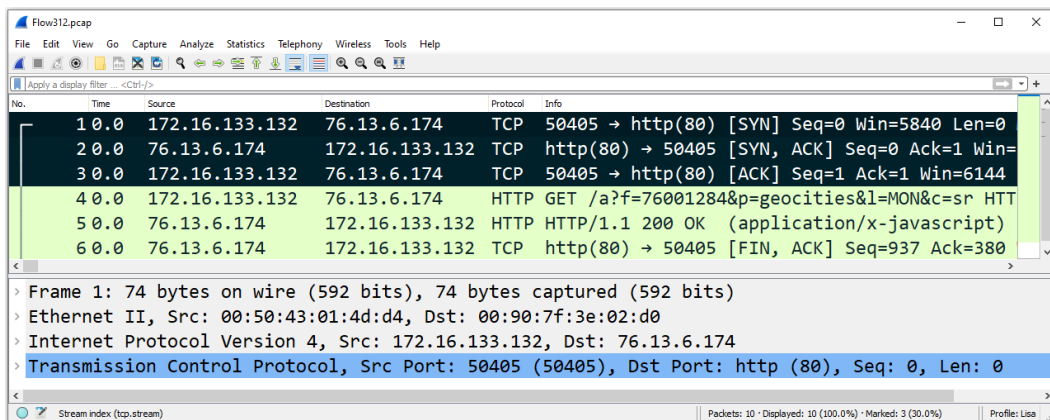 Flow312.pcap
File Edit View Go Capture Analyze Statistics Telephony Wireless Tools Help
Apply a display filter ... <Ctrl-/>
No. Time Source Destination Protocol Info
1 0.0 172.16.133.132 76.13.6.174 TCP 50405 → http(80) [SYN] Seq=0 Win=5840 Len=0
2 0.0 76.13.6.174 172.16.133.132 TCP http(80) → 50405 [SYN, ACK] Seq=0 Ack=1 Win=
3 0.0 172.16.133.132 76.13.6.174 TCP 50405 → http(80) [ACK] Seq=1 Ack=1 Win=6144
4 0.0 172.16.133.132 76.13.6.174 HTTP GET /a?f=76001284&p=geocities&l=MON&c=sr HTT
5 0.0 76.13.6.174 172.16.133.132 HTTP HTTP/1.1 200 OK (application/x-javascript)
6 0.0 76.13.6.174 172.16.133.132 TCP http(80) → 50405 [FIN, ACK] Seq=937 Ack=380
Frame 1: 74 bytes on wire (592 bits), 74 bytes captured (592 bits)
Ethernet II, Src: 00:50:43:01:4d:d4, Dst: 00:90:7f:3e:02:d0
Internet Protocol Version 4, Src: 172.16.133.132, Dst: 76.13.6.174
Transmission Control Protocol, Src Port: 50405 (50405), Dst Port: http (80), Seq: 0, Len: 0
Stream index (tcp.stream) Packets: 10 · Displayed: 10 (100.0%) · Marked: 3 (30.0%) Profile: Lisa